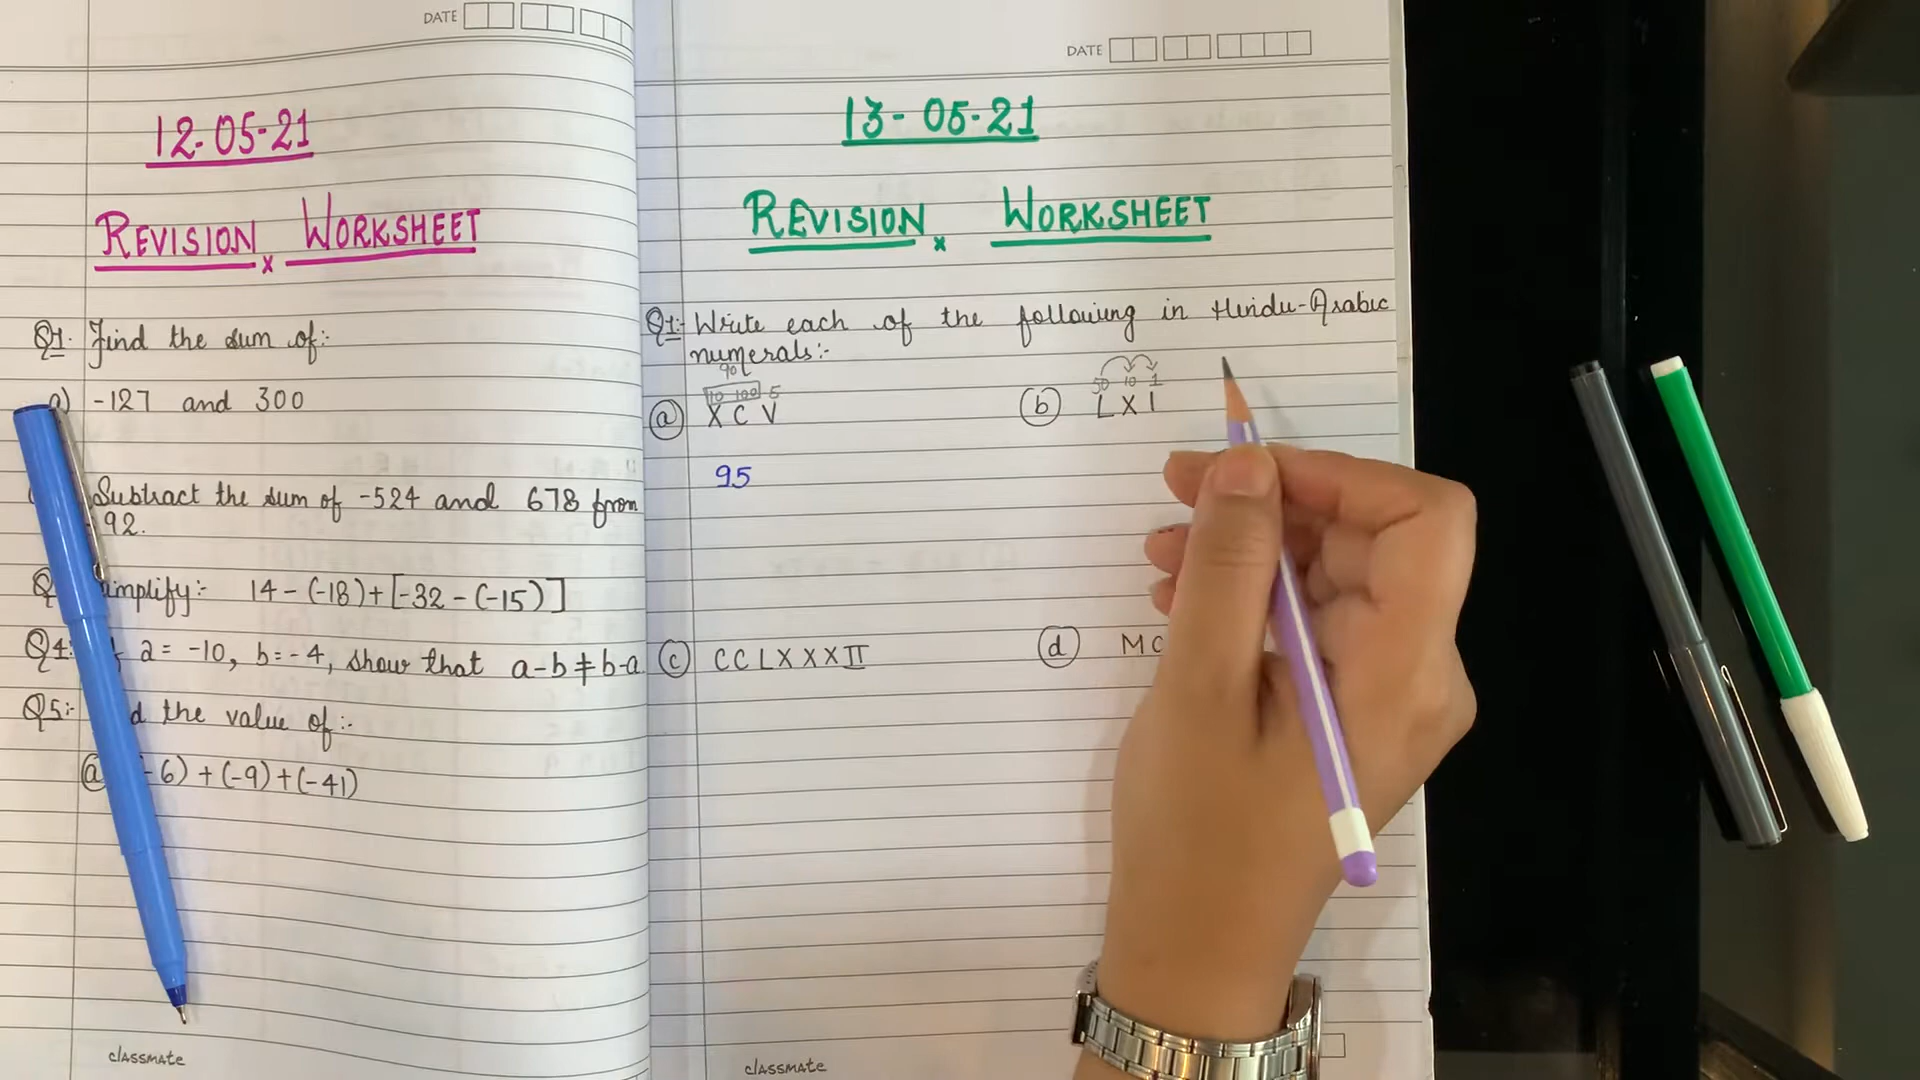 DATE
12-05-21
REVISION WORKSHEET
Q1. Find the sum of:-
a) -127 and 300
Subtract the sum of -524 and 678 from
92.
implify:- 14-(-18)+[-32-(-15)]
Q4: a=-10, b=-4, show that a-b≠b-a
Q5:- d the value of:-
a -6)+(-9)+(-41)
classmate
DATE
13-05-21
REVISION WORKSHEET
Q1:- Write each of the following in Hindu-Arabic
numerals:-
90
10 100 5
50 10 1
(a) X C V (b) L X I
95
(c) C C L X X X II (d) M C
classmate